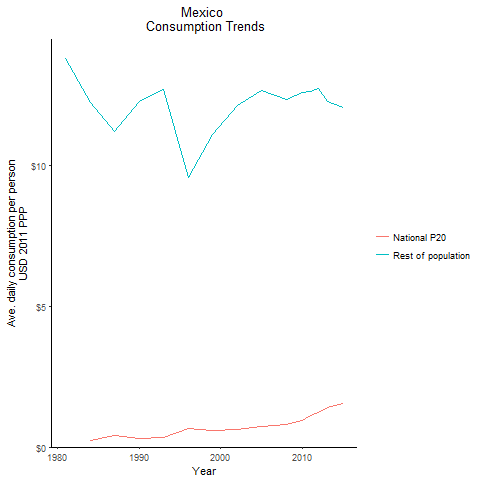 Mexico
Consumption Trends
Ave. daily consumption per person
USD 2011 PPP
$10
$5
$0
1980
1990
2000
2010
Year
National P20
Rest of population